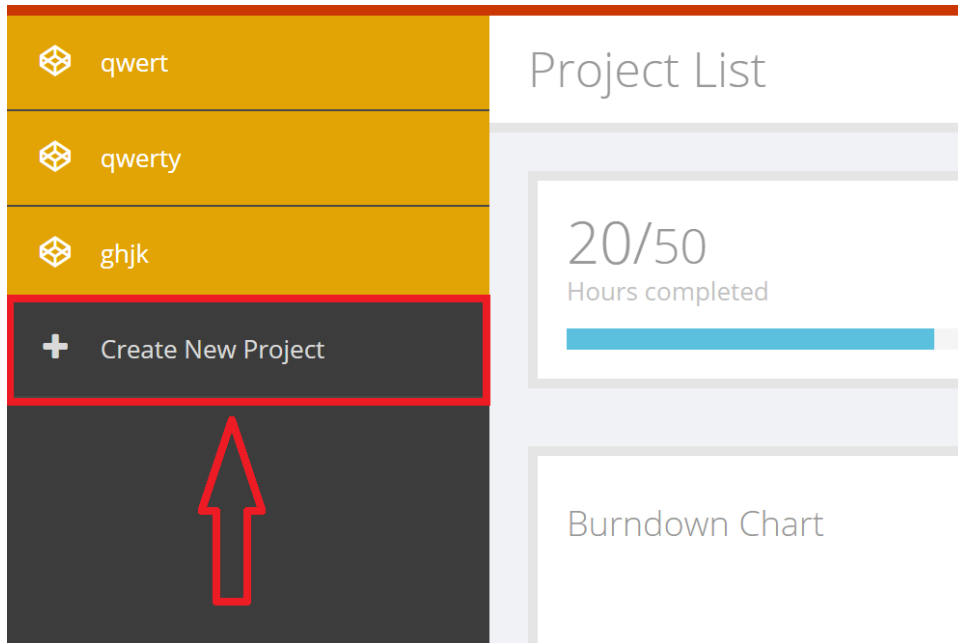 qwert
qwerty
ghjk
Create New Project
Project List
20/50
Hours completed
Burndown Chart